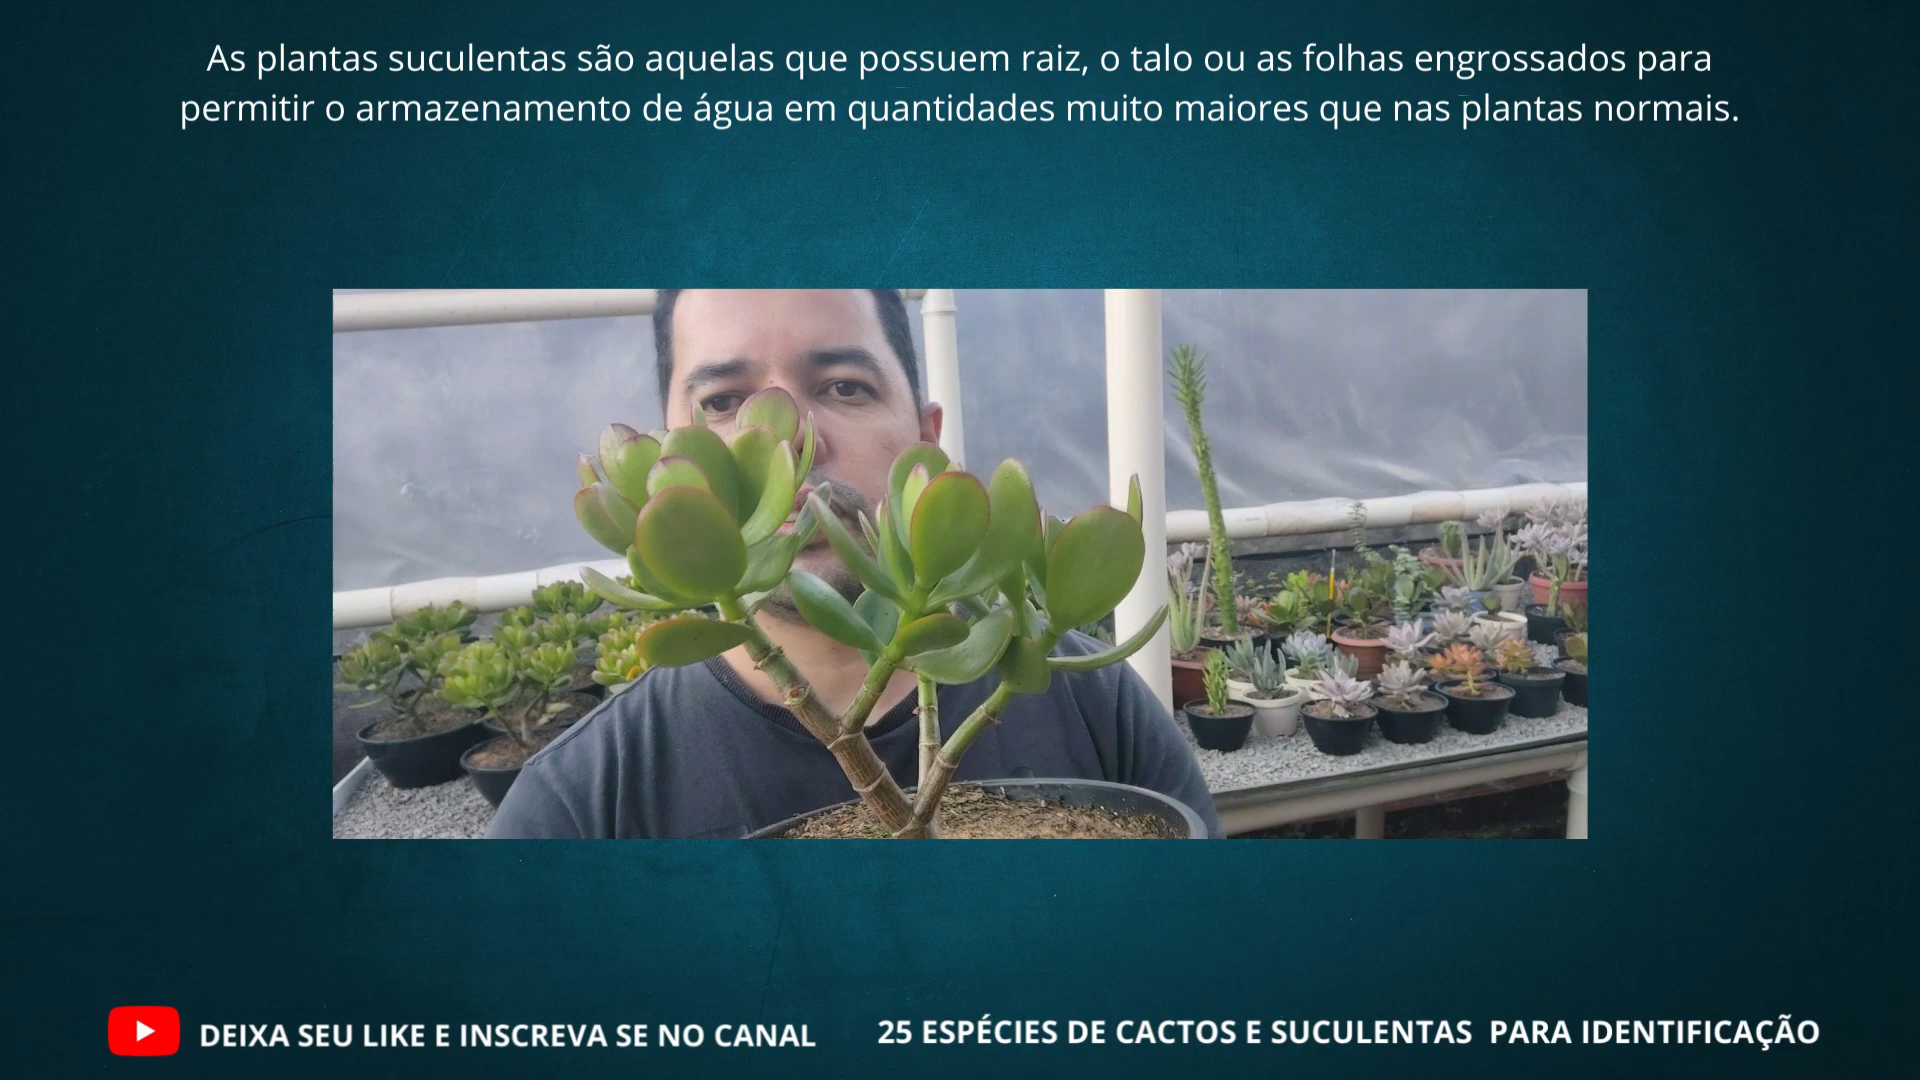 As plantas suculentas são aquelas que possuem raiz, o talo ou as folhas engrossados para
permitir o armazenamento de água em quantidades muito maiores que nas plantas normais.
DEIXA SEU LIKE E INSCREVA SE NO CANAL
25 ESPÉCIES DE CACTOS E SUCULENTAS PARA IDENTIFICAÇÃO